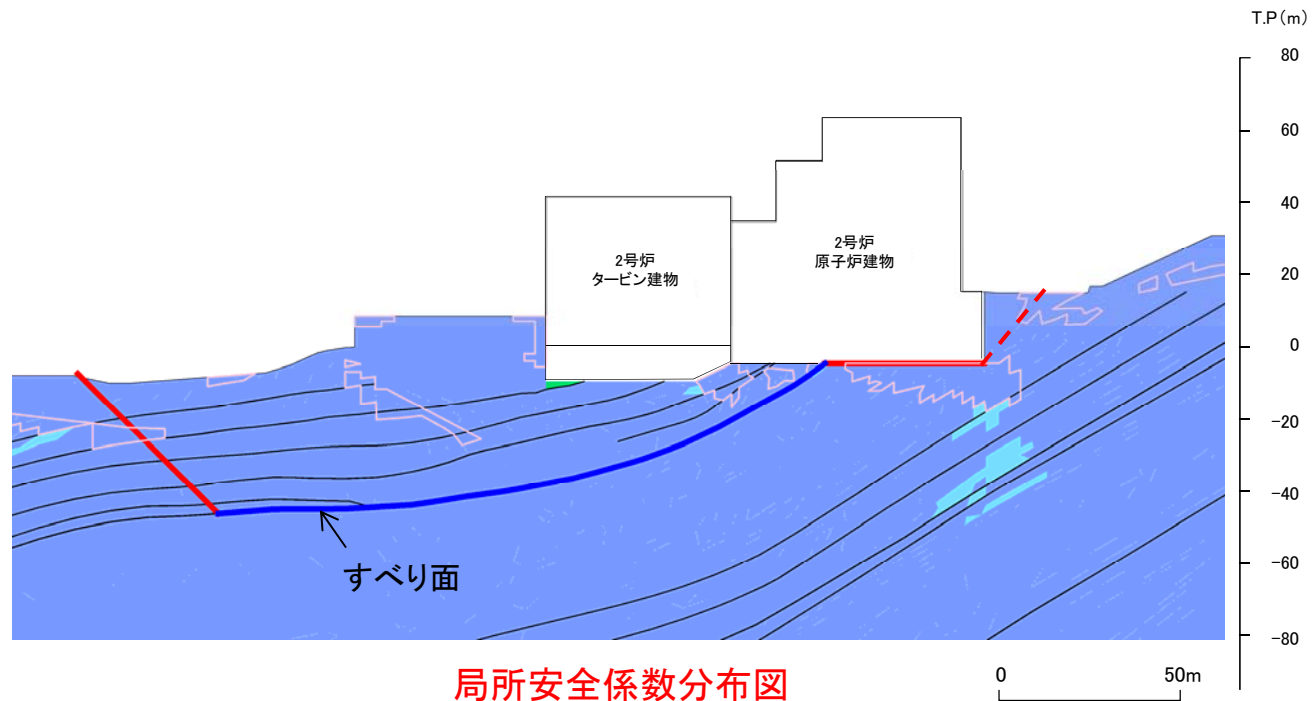 T.P(m)
80
60
40
20
0
-20
-40
-60
-80
2号炉
タービン建物
2号炉
原子炉建物
すべり面
局所安全係数分布図
0
50m